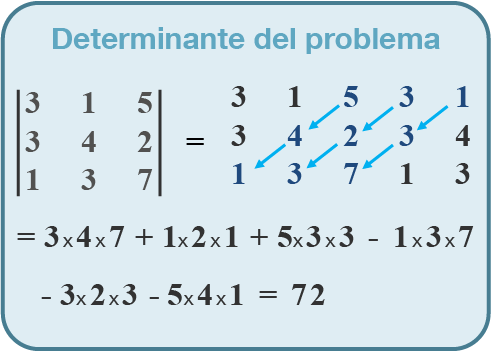 Determinante del problema
|3 1 5| 3 1 5 3 1
|3 4 2| = 3 4 2 3 4
|1 3 7| 1 3 7 1 3
= 3x4x7 + 1x2x1 + 5x3x3 - 1x3x7
- 3x2x3 - 5x4x1 = 72